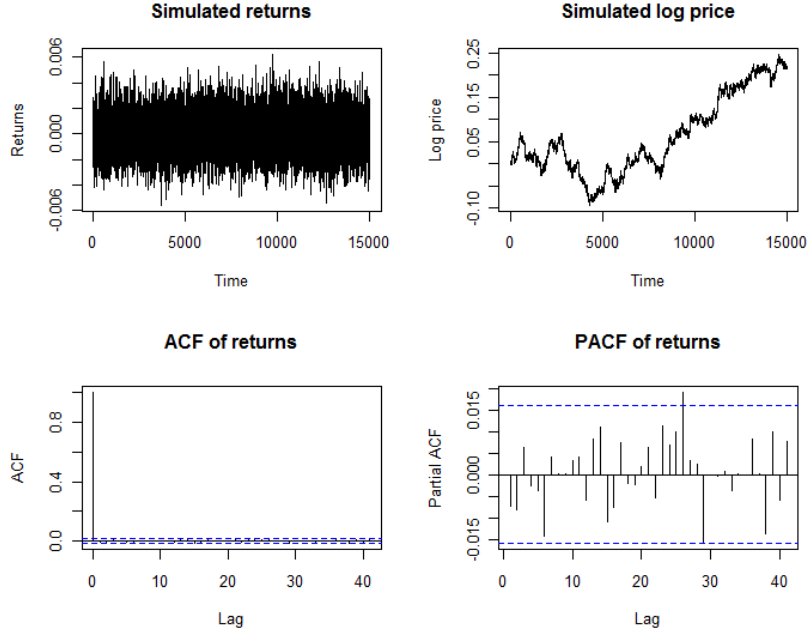 Simulated returns
Returns
0.006
0.000
-0.006
0 5000 10000 15000
Time
Simulated log price
Log price
0.25
0.15
0.05
-0.10
0 5000 10000 15000
Time
ACF of returns
ACF
0.8
0.4
0.0
0 10 20 30 40
Lag
PACF of returns
Partial ACF
0.015
0.000
-0.015
0 10 20 30 40
Lag